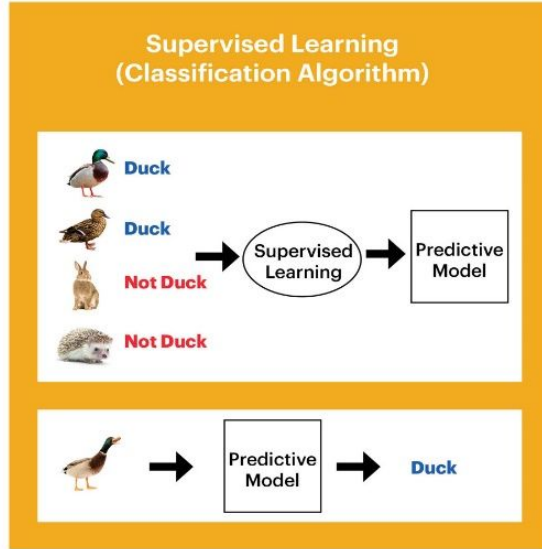 Supervised Learning
(Classification Algorithm)
Duck
Duck
Not Duck
Not Duck
Supervised
Learning
Predictive
Model
Predictive
Model
Duck